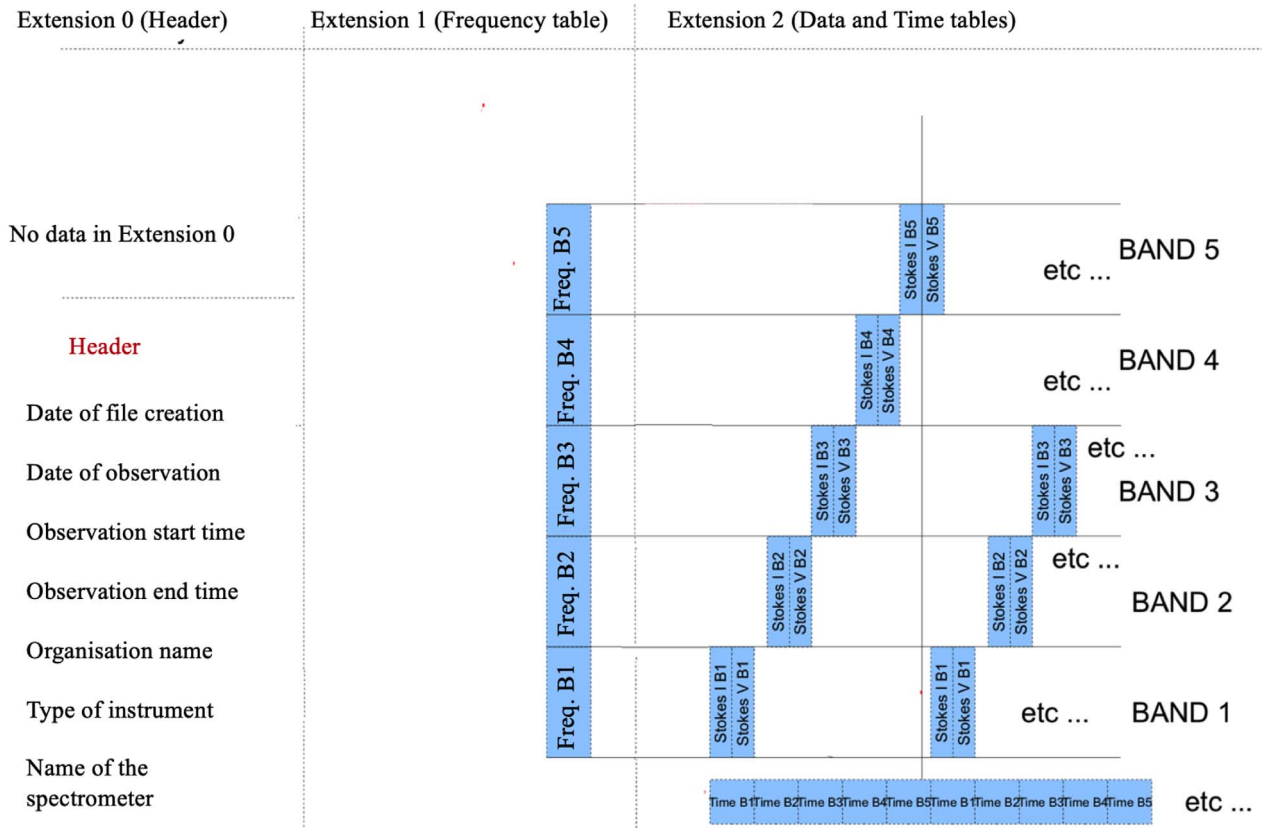 Extension 0 (Header)
Extension 1 (Frequency table)
Extension 2 (Data and Time tables)
No data in Extension 0
Header
Date of file creation
Date of observation
Observation start time
Observation end time
Organisation name
Type of instrument
Name of the
spectrometer
Freq. B5
Freq. B4
Freq. B3
Freq. B2
Freq. B1
Stokes I B5
Stokes V B5
etc ...
BAND 5
Stokes I B4
Stokes V B4
etc ...
BAND 4
Stokes I B3
Stokes V B3
Stokes I B3
Stokes V B3
etc ...
BAND 3
Stokes I B2
Stokes V B2
Stokes I B2
Stokes V B2
etc ...
BAND 2
Stokes I B1
Stokes V B1
Stokes I B1
Stokes V B1
etc ...
BAND 1
Time B1 Time B2 Time B3 Time B4 Time B5 Time B1 Time B2 Time B3 Time B4 Time B5
etc ...